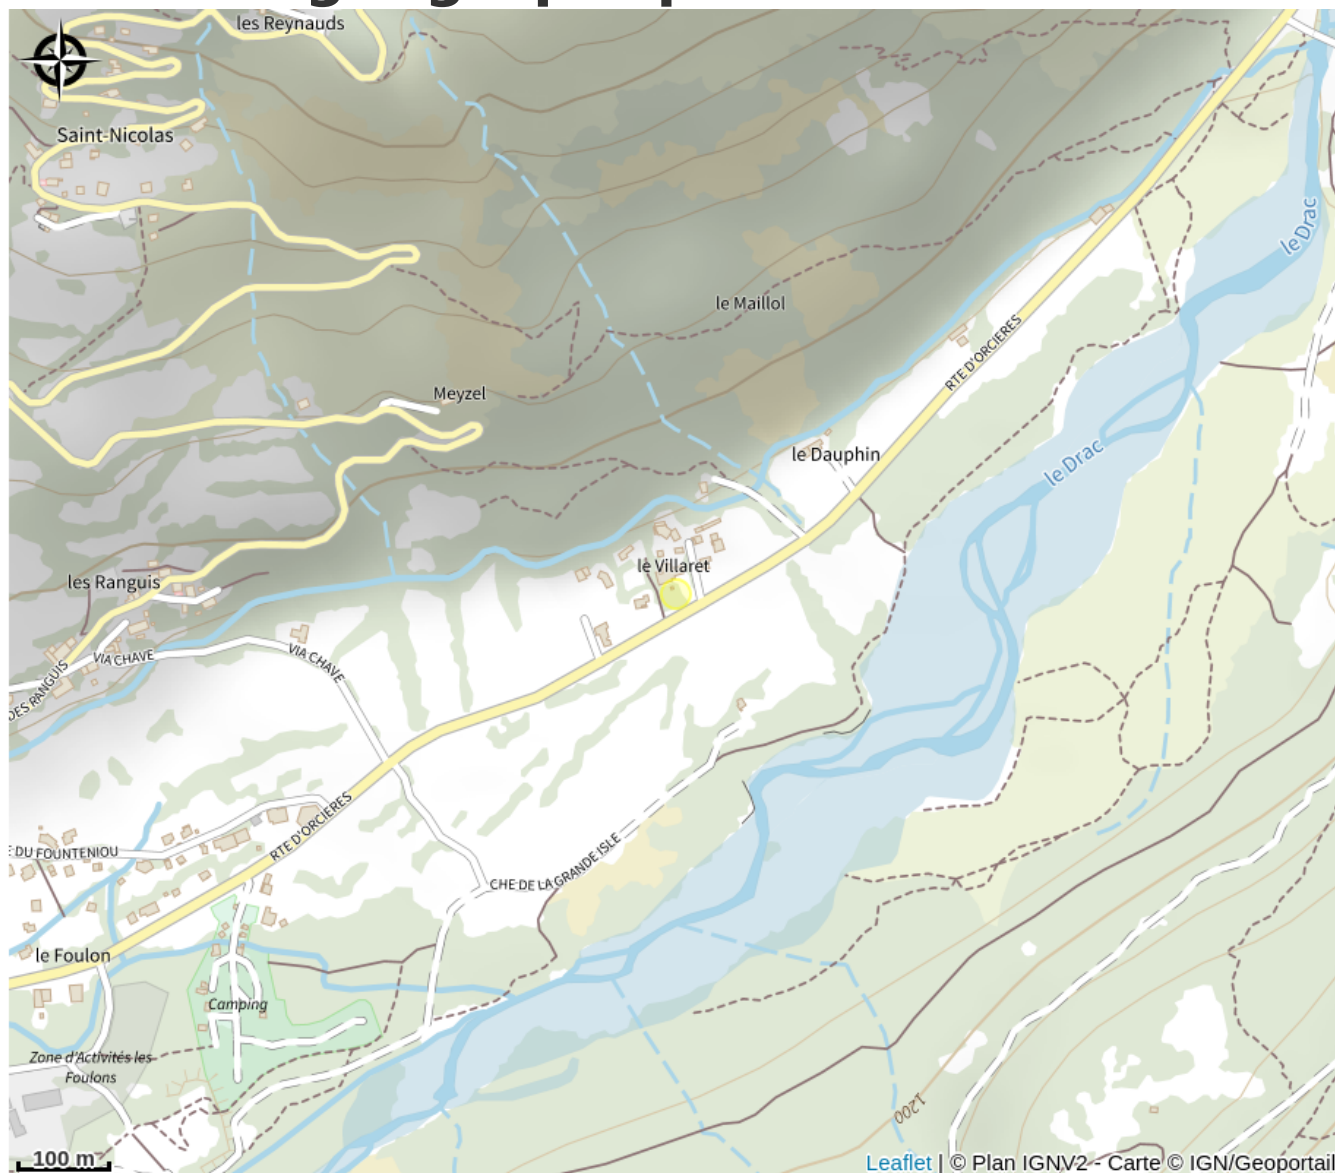 les Reynauds
Saint-Nicolas
le Drac
le Maillol
RTE D'ORCIERES
Meyzel
le Dauphin
le Drac
le Villaret
les Ranguis
VIA CHAVE
VIA CHAVE
DES RANGUIS
RTE D'ORCIERES
E DU FOUNTENIOU
CHE DE LA GRANDE ISLE
le Foulon
Camping
Zone d'Activités les
Foulons
1200
100 m
Leaflet | © Plan IGNV2 - Carte © IGN/Geoportail